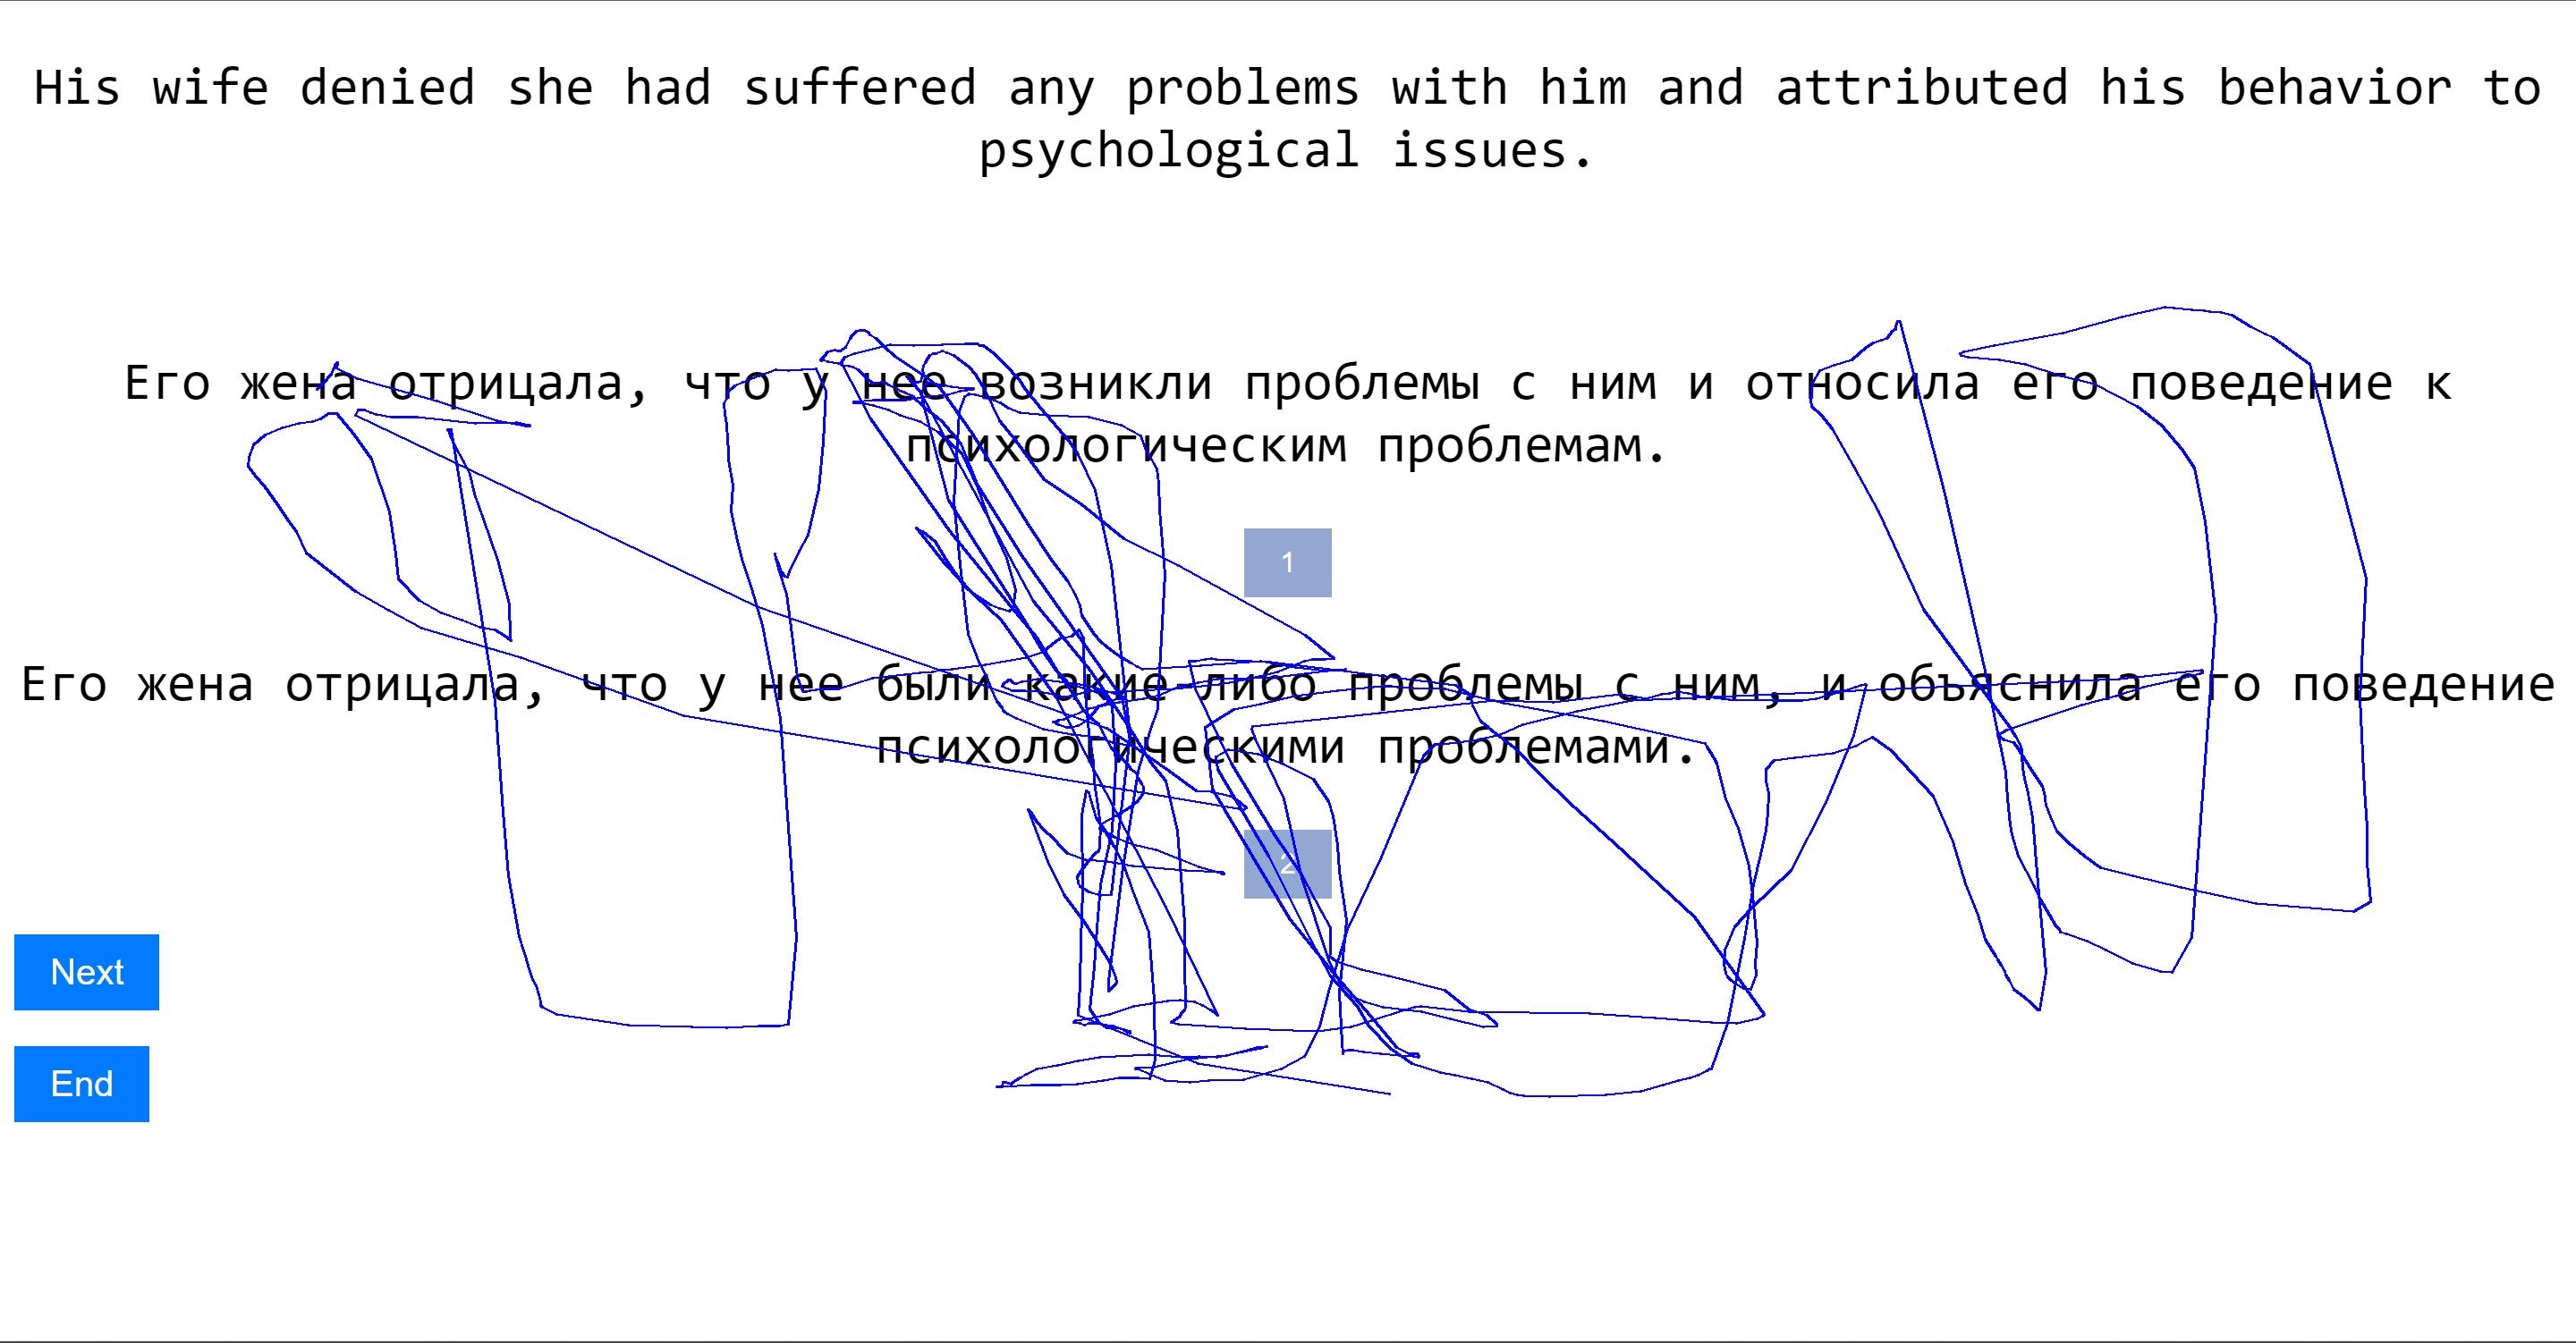 His wife denied she had suffered any problems with him and attributed his behavior to
psychological issues.
Его жена отрицала, что у нее возникли проблемы с ним и относила его поведение к
психологическим проблемам.
1
Его жена отрицала, что у нее были какие-либо проблемы с ним, и объяснила его поведение
психологическими проблемами.
2
Next
End